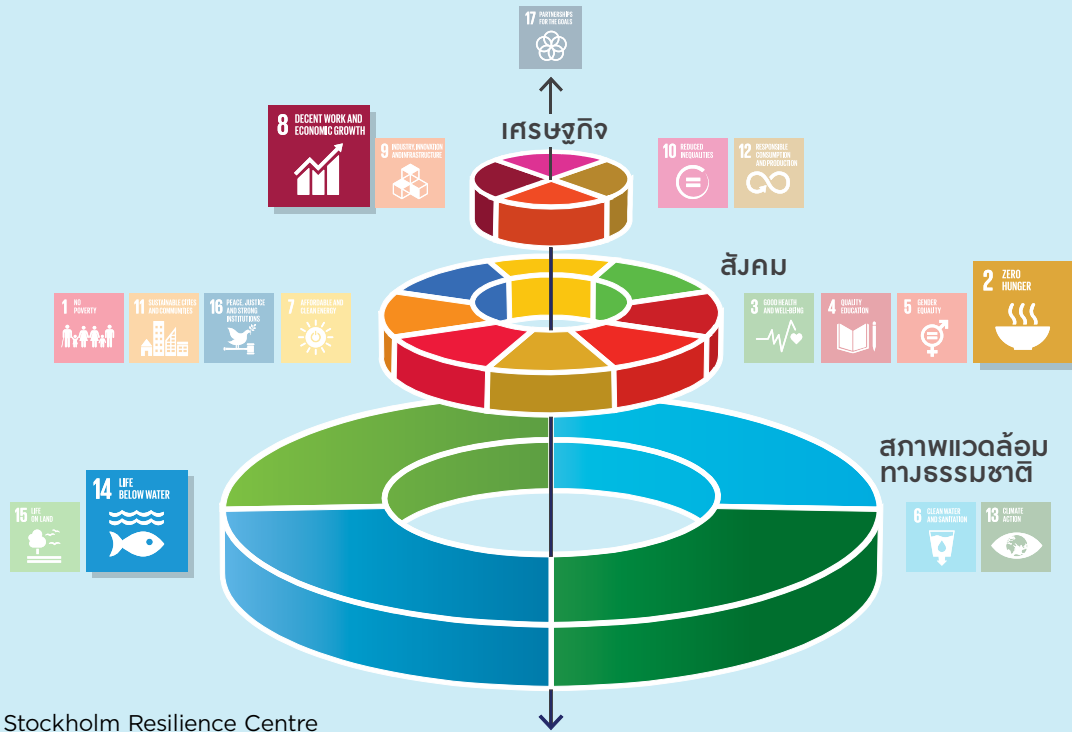 17 PARTNERSHIPS
FOR THE GOALS
เศรษฐกิจ
8 DECENT WORK AND
ECONOMIC GROWTH
9 INDUSTRY, INNOVATION
AND INFRASTRUCTURE
10 REDUCED
INEQUALITIES
12 RESPONSIBLE
CONSUMPTION
AND PRODUCTION
สังคม
1 NO
POVERTY
11 SUSTAINABLE CITIES
AND COMMUNITIES
16 PEACE, JUSTICE
AND STRONG
INSTITUTIONS
7 AFFORDABLE AND
CLEAN ENERGY
3 GOOD HEALTH
AND WELL-BEING
4 QUALITY
EDUCATION
5 GENDER
EQUALITY
2 ZERO
HUNGER
สภาพแวดล้อม
ทางธรรมชาติ
15 LIFE
ON LAND
14 LIFE
BELOW WATER
6 CLEAN WATER
AND SANITATION
13 CLIMATE
ACTION
Stockholm Resilience Centre